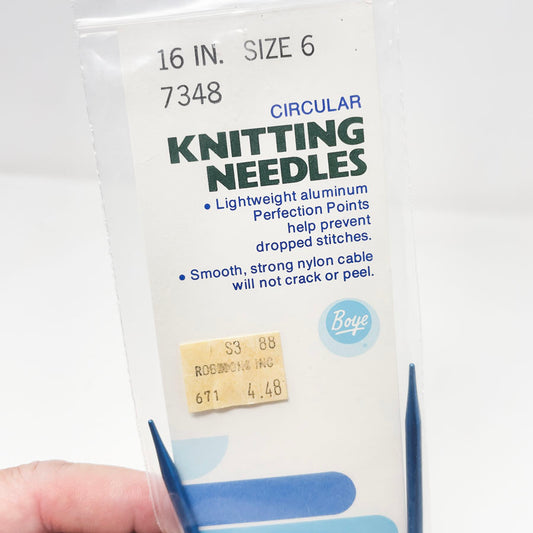 16 IN. SIZE 6
7348
CIRCULAR
KNITTING
NEEDLES
• Lightweight aluminum
Perfection Points
help prevent
dropped stitches.
• Smooth, strong nylon cable
will not crack or peel.
Boye
S3 88
INC
671 4.48